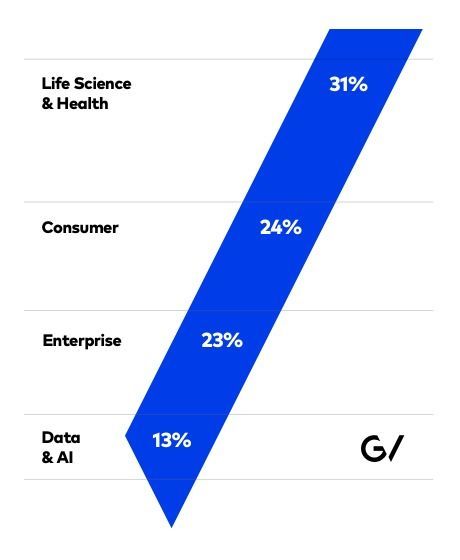 Life Science
& Health
31%
Consumer
24%
Enterprise
23%
Data
& AI
13%
G/